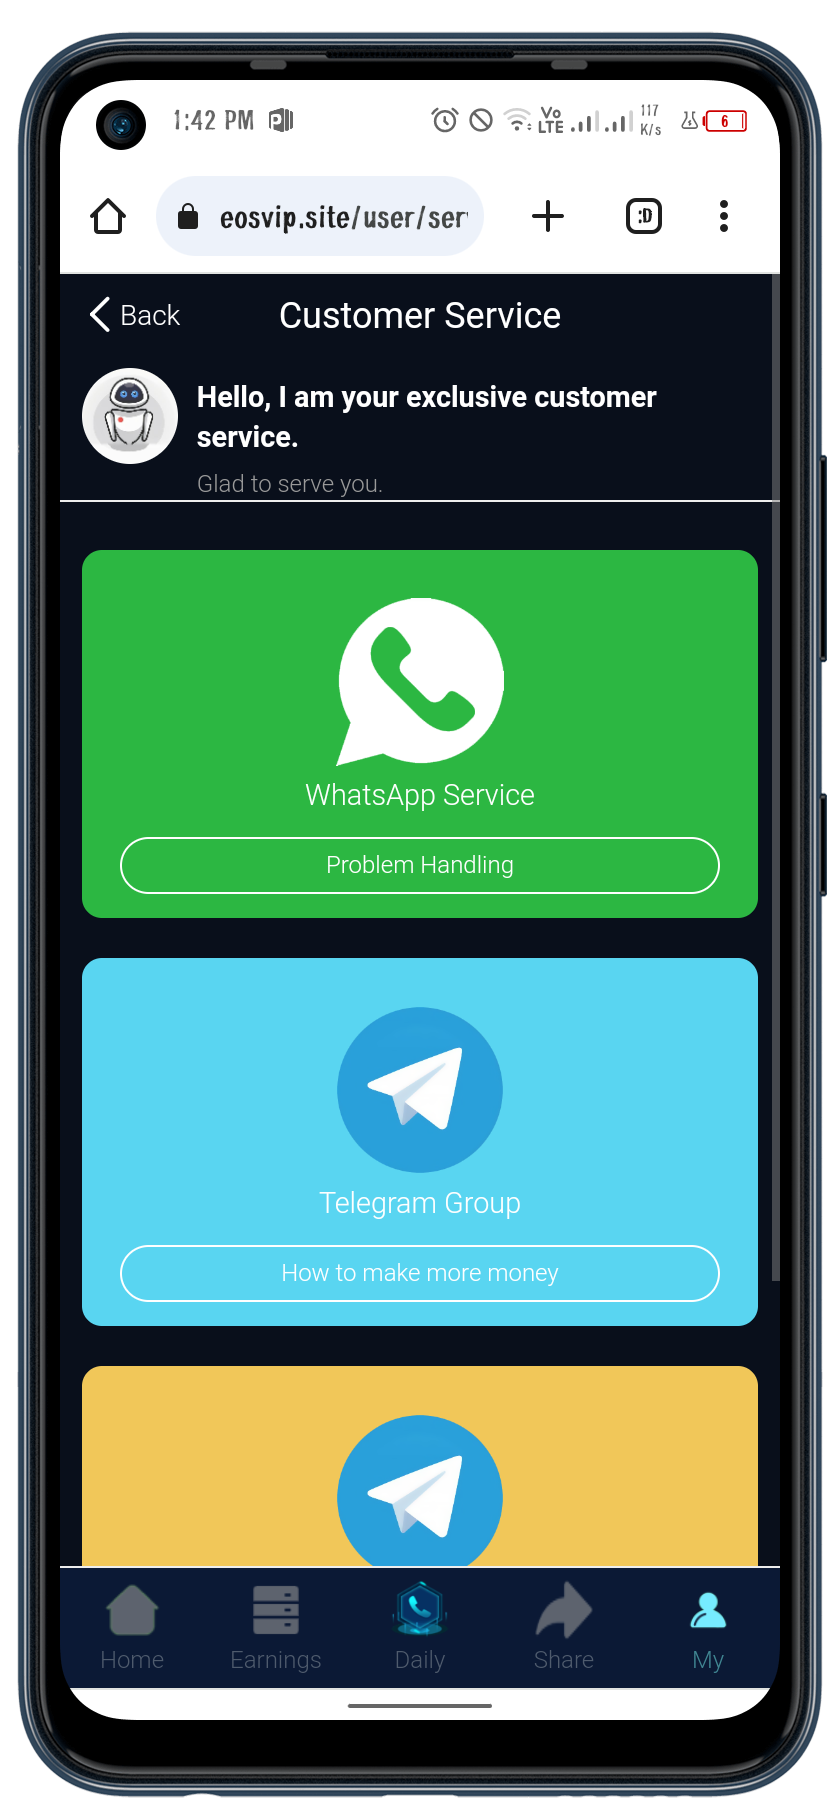 1:42 PM
Vo LTE
117 K/s
6
eosvip.site/user/ser
:D
Back
Customer Service
Hello, I am your exclusive customer
service.
Glad to serve you.
WhatsApp Service
Problem Handling
Telegram Group
How to make more money
Home
Earnings
Daily
Share
My